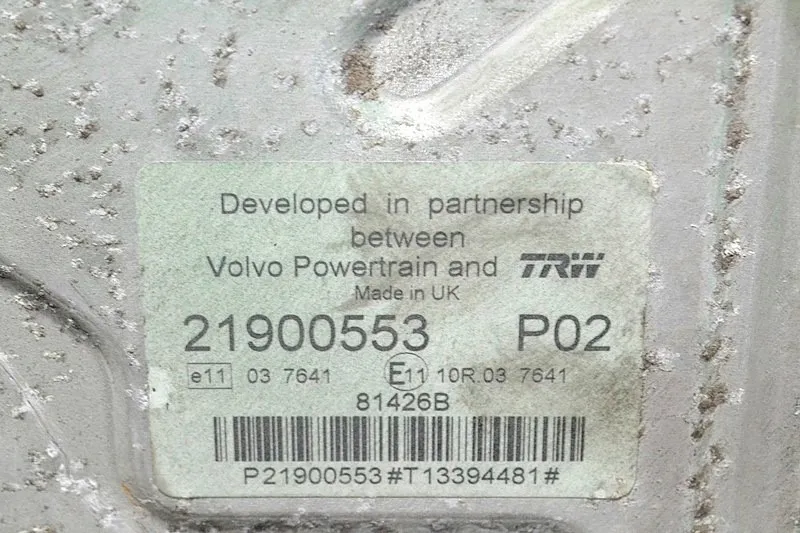 Developed in partnership
between
Volvo Powertrain and TRW
Made in UK
21900553 P02
e11 03 7641 E11 10R.03 7641
81426B
P21900553#T13394481#